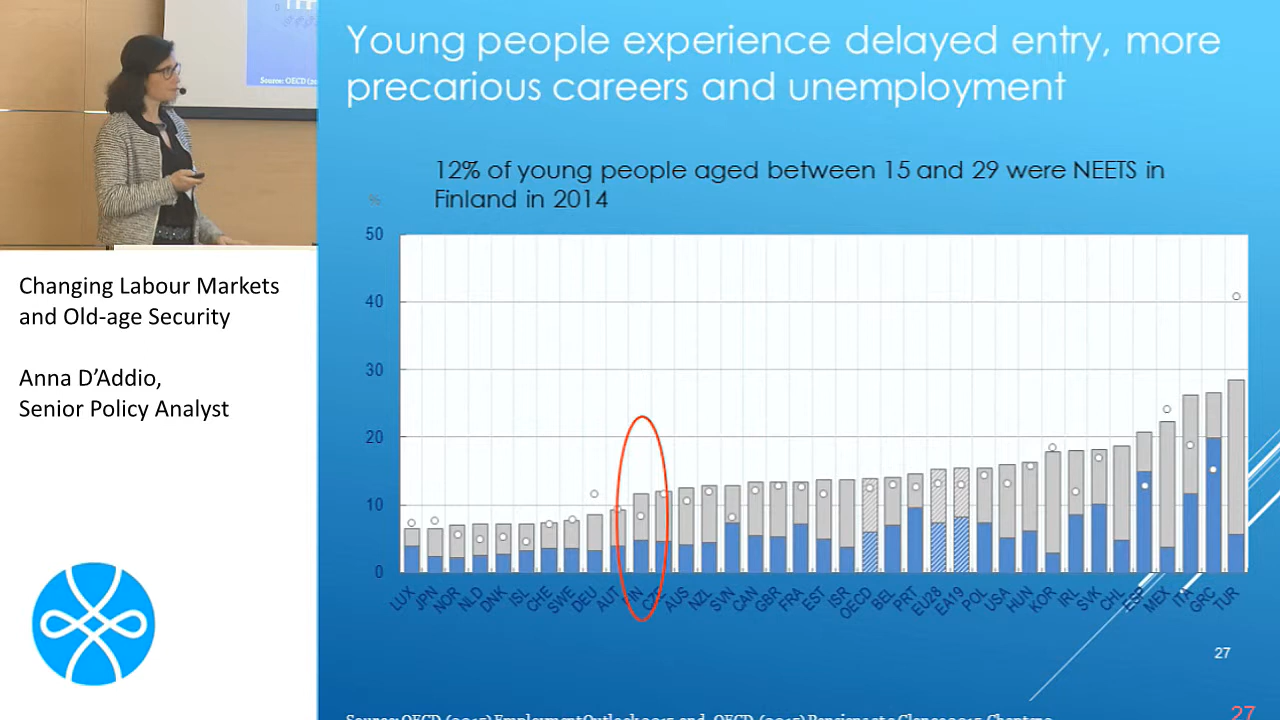 Source: OECD (20
Young people experience delayed entry, more
precarious careers and unemployment
12% of young people aged between 15 and 29 were NEETS in
Finland in 2014
%
50
40
30
20
10
0
LUX JPN NOR NLD DNK ISL CHE SWE DEU AUT FIN CZE AUS NZL SVN CAN GBR FRA EST ISR OECD BEL PRT EU28 EA19 POL USA HUN KOR IRL SVK CHL ESP MEX ITA GRC TUR
Changing Labour Markets
and Old-age Security
Anna D’Addio,
Senior Policy Analyst
27
27